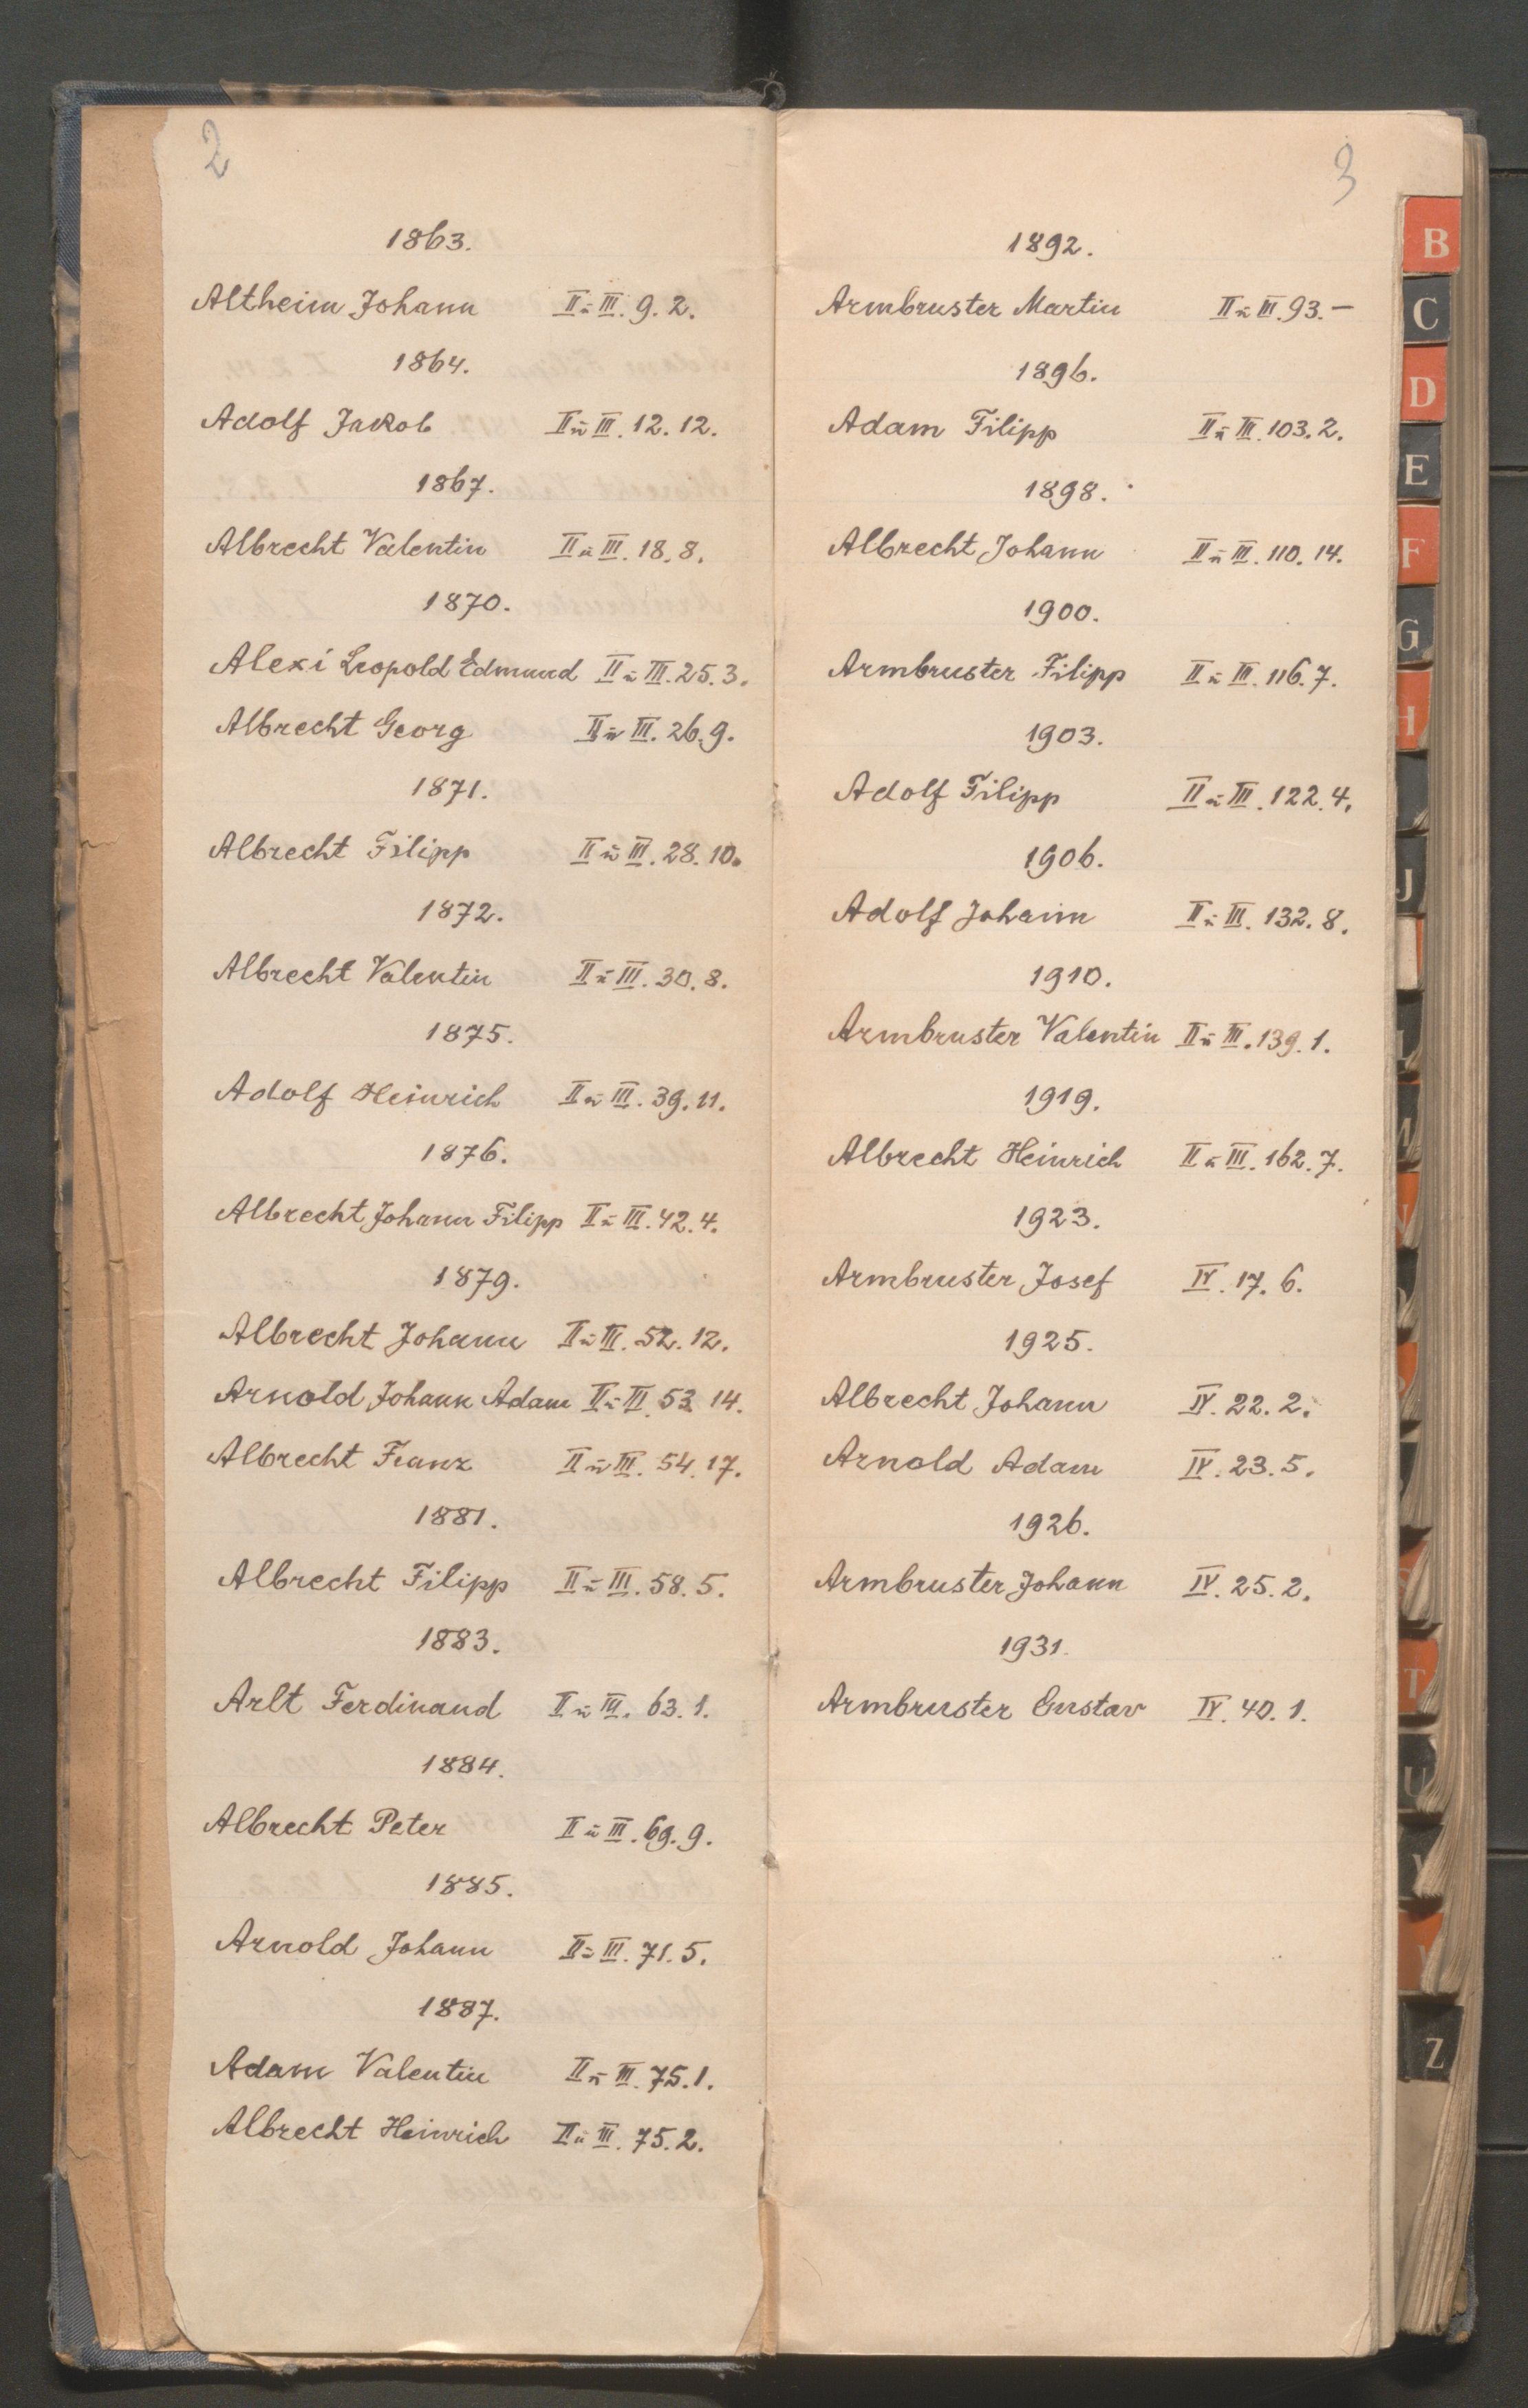 2
1863.
Altheim Johann II u III. 9. 2.
1864.
Adolf Jakob II u III. 12. 12.
1867.
Albrecht Valentin II u III. 18. 8.
1870.
Alexi Leopold Edmund II u III. 25. 3.
Albrecht Georg II u III. 26. 9.
1871.
Albrecht Filipp II u III. 28. 10.
1872.
Albrecht Valentin II u III. 30. 8.
1875.
Adolf Heinrich II u III. 39. 11.
1876.
Albrecht Johann Filipp II u III. 42. 4.
1879.
Albrecht Johann II u III. 52. 12.
Arnold Johann Adam II u III. 53. 14.
Albrecht Franz II u III. 54. 17.
1881.
Albrecht Filipp II u III. 58. 5.
1883.
Arlt Ferdinand II u III. 63. 1.
1884.
Albrecht Peter II u III. 69. 9.
1885.
Arnold Johann II u III. 71. 5.
1887.
Adam Valentin II u III. 75. 1.
Albrecht Heinrich II u III. 75. 2.
3
1892.
Armbruster Martin II u III. 93. –
1896.
Adam Filipp II u III. 103. 2.
1898.
Albrecht Johann II u III. 110. 14.
1900.
Armbruster Filipp II u III. 116. 7.
1903.
Adolf Filipp II u III. 122. 4.
1906.
Adolf Johann II u III. 132. 8.
1910.
Armbruster Valentin II u III. 139. 1.
1919.
Albrecht Heinrich II u III. 162. 7.
1923.
Armbruster Josef IV. 17. 6.
1925.
Albrecht Johann IV. 22. 2.
Arnold Adam IV. 23. 5.
1926.
Armbruster Johann IV. 25. 2.
1931.
Armbruster Gustav IV. 40. 1.
B
C
D
E
F
G
H
J
T
U
Z